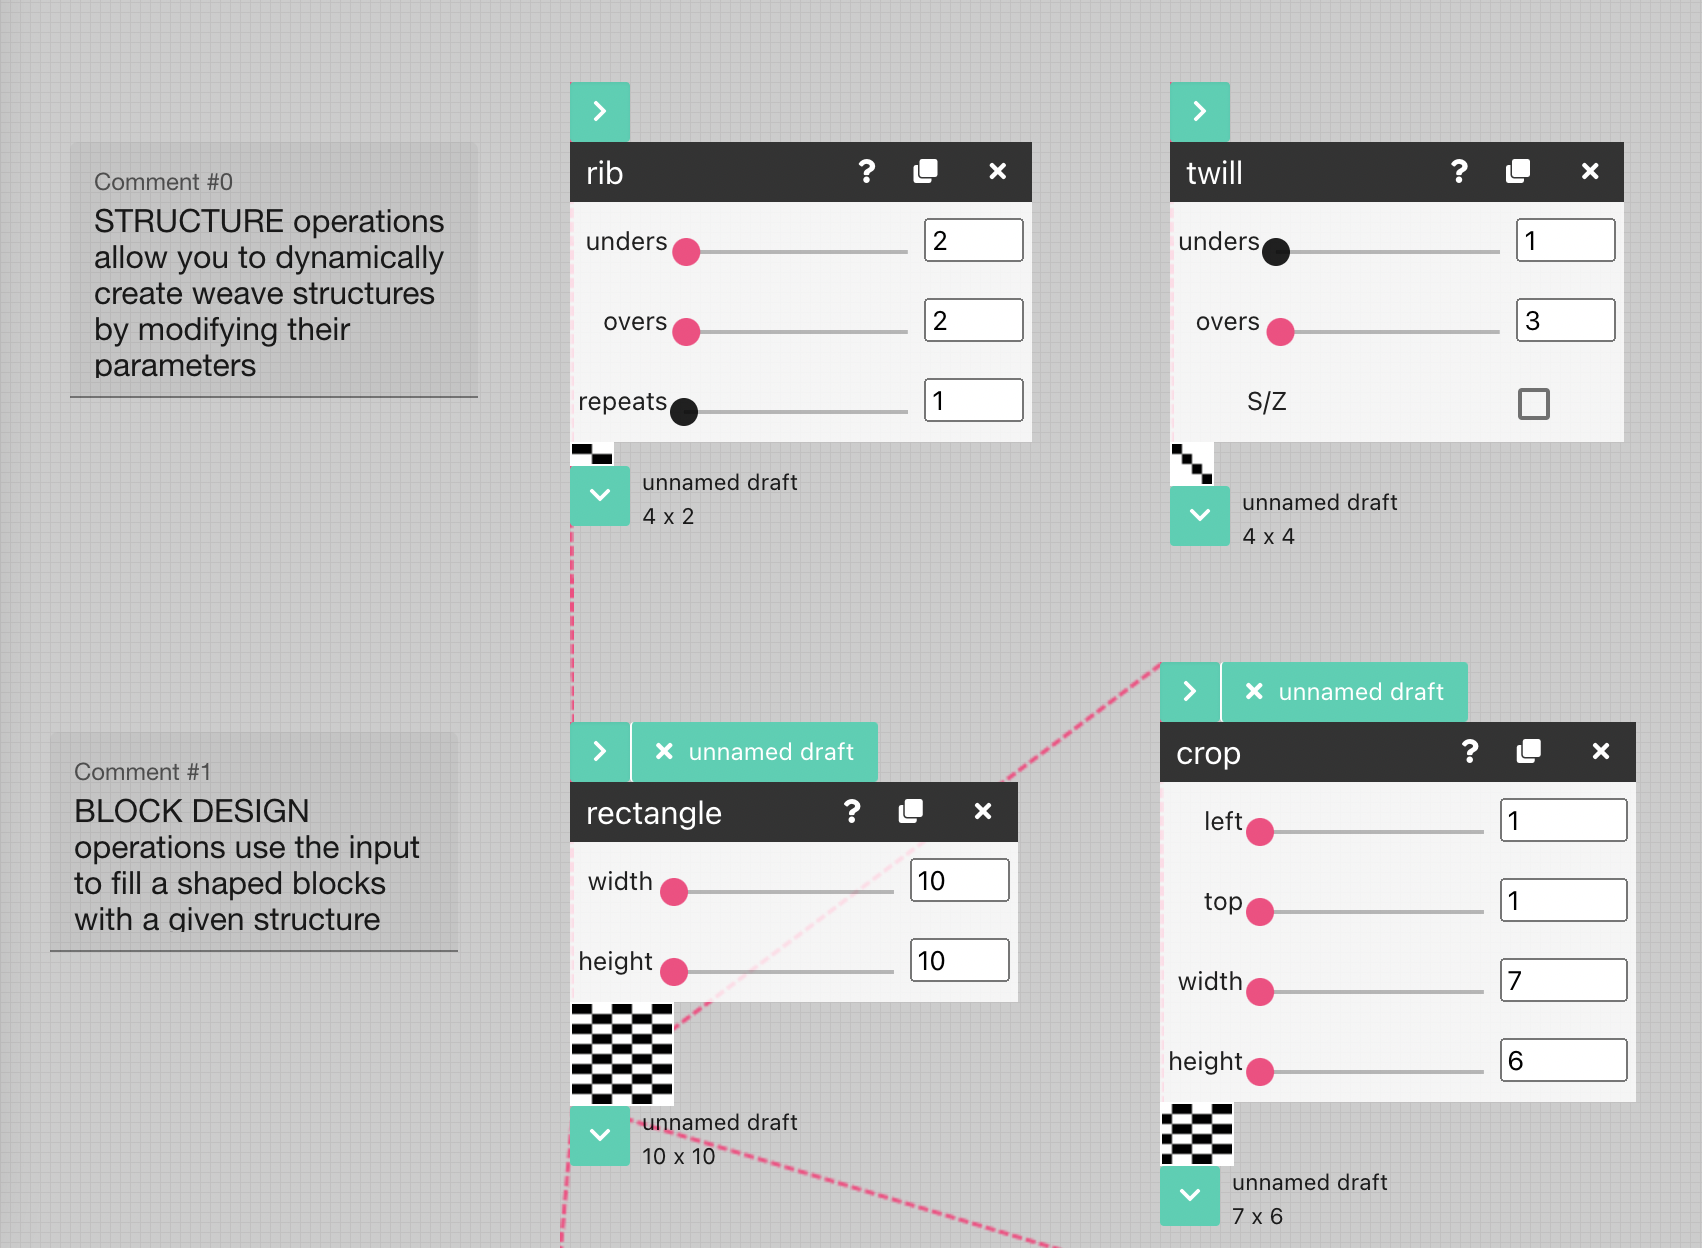 Comment #0
STRUCTURE operations
allow you to dynamically
create weave structures
by modifying their
parameters
rib ?
unders 2
overs 2
repeats 1
unnamed draft
4 x 2
twill ?
unders 1
overs 3
S/Z
unnamed draft
4 x 4
Comment #1
BLOCK DESIGN
operations use the input
to fill a shaped blocks
with a given structure
unnamed draft
rectangle ?
width 10
height 10
unnamed draft
10 x 10
unnamed draft
crop ?
left 1
top 1
width 7
height 6
unnamed draft
7 x 6